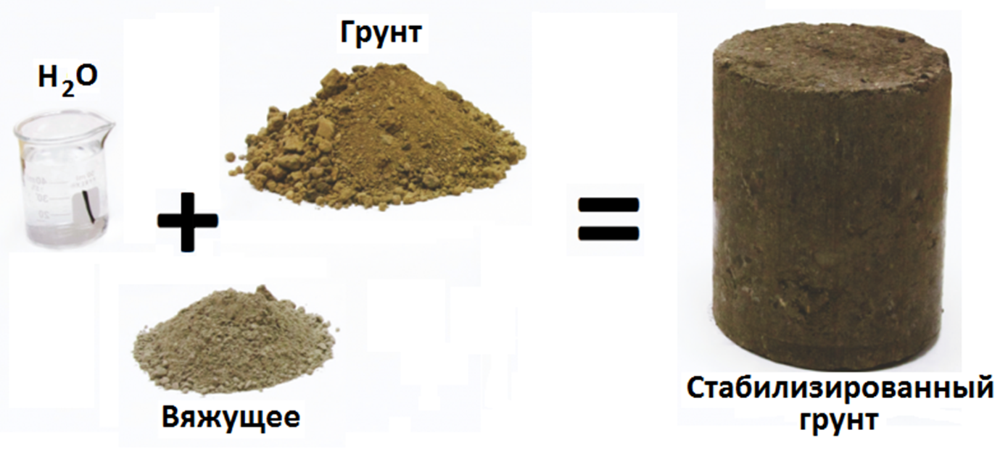 Грунт
H₂O
+
=
Вяжущее
Стабилизированный
грунт